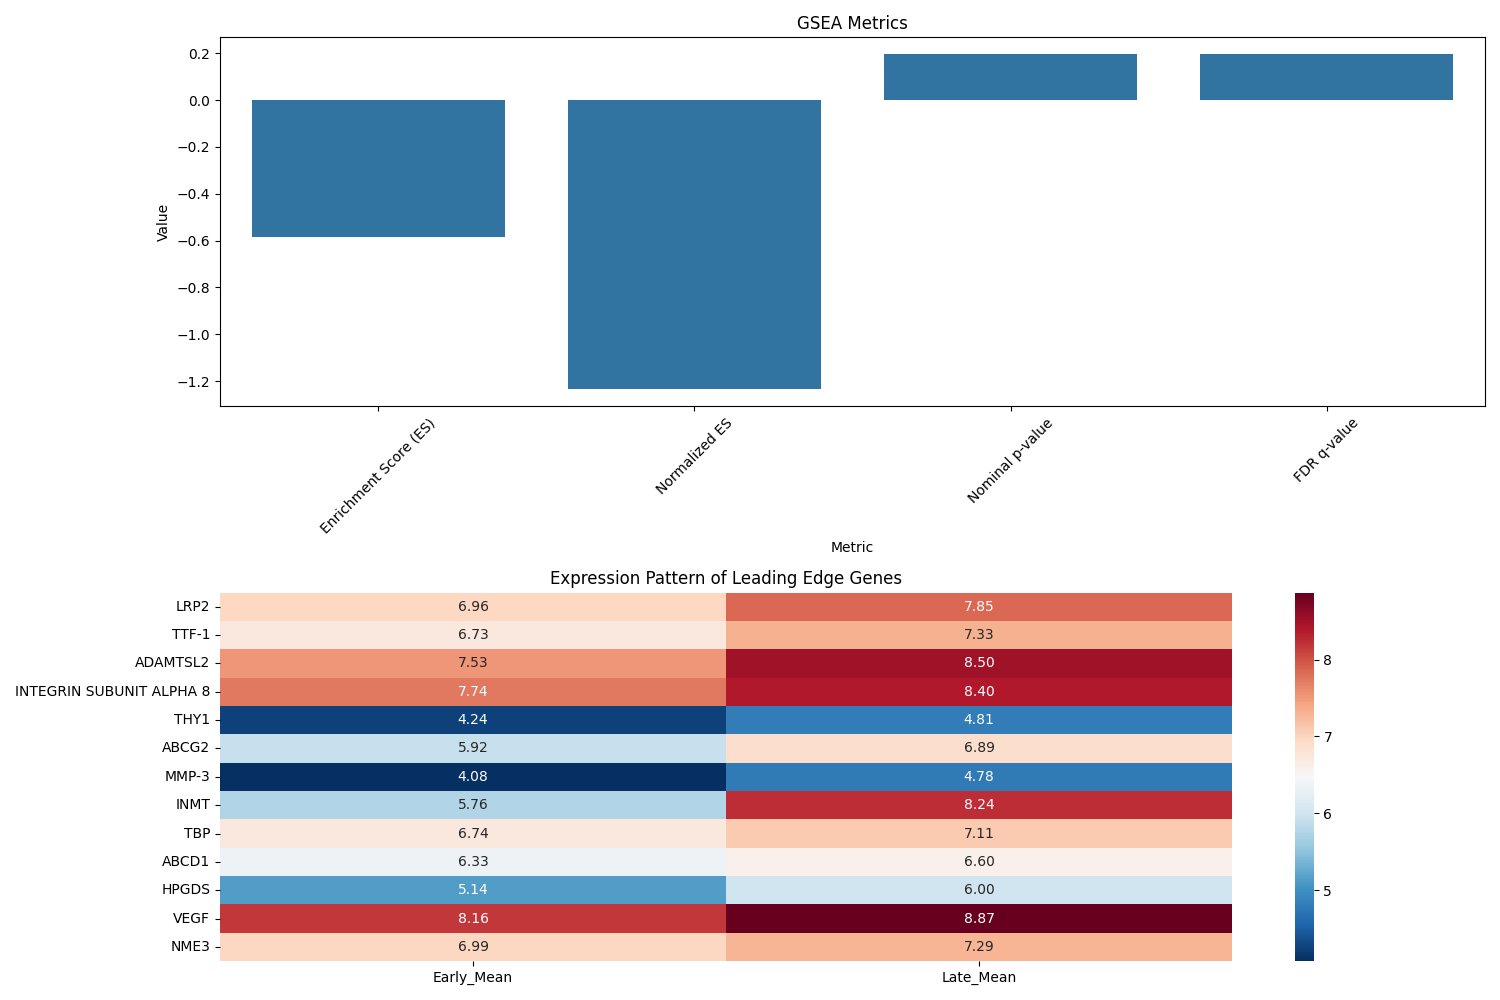 GSEA Metrics
0.2
0.0
−0.2
−0.4
−0.6
−0.8
−1.0
−1.2
Value
Enrichment Score (ES)
Normalized ES
Nominal p-value
FDR q-value
Metric
Expression Pattern of Leading Edge Genes
LRP2 6.96 7.85
TTF-1 6.73 7.33
ADAMTSL2 7.53 8.50
INTEGRIN SUBUNIT ALPHA 8 7.74 8.40
THY1 4.24 4.81
ABCG2 5.92 6.89
MMP-3 4.08 4.78
INMT 5.76 8.24
TBP 6.74 7.11
ABCD1 6.33 6.60
HPGDS 5.14 6.00
VEGF 8.16 8.87
NME3 6.99 7.29
Early_Mean Late_Mean
8
7
6
5